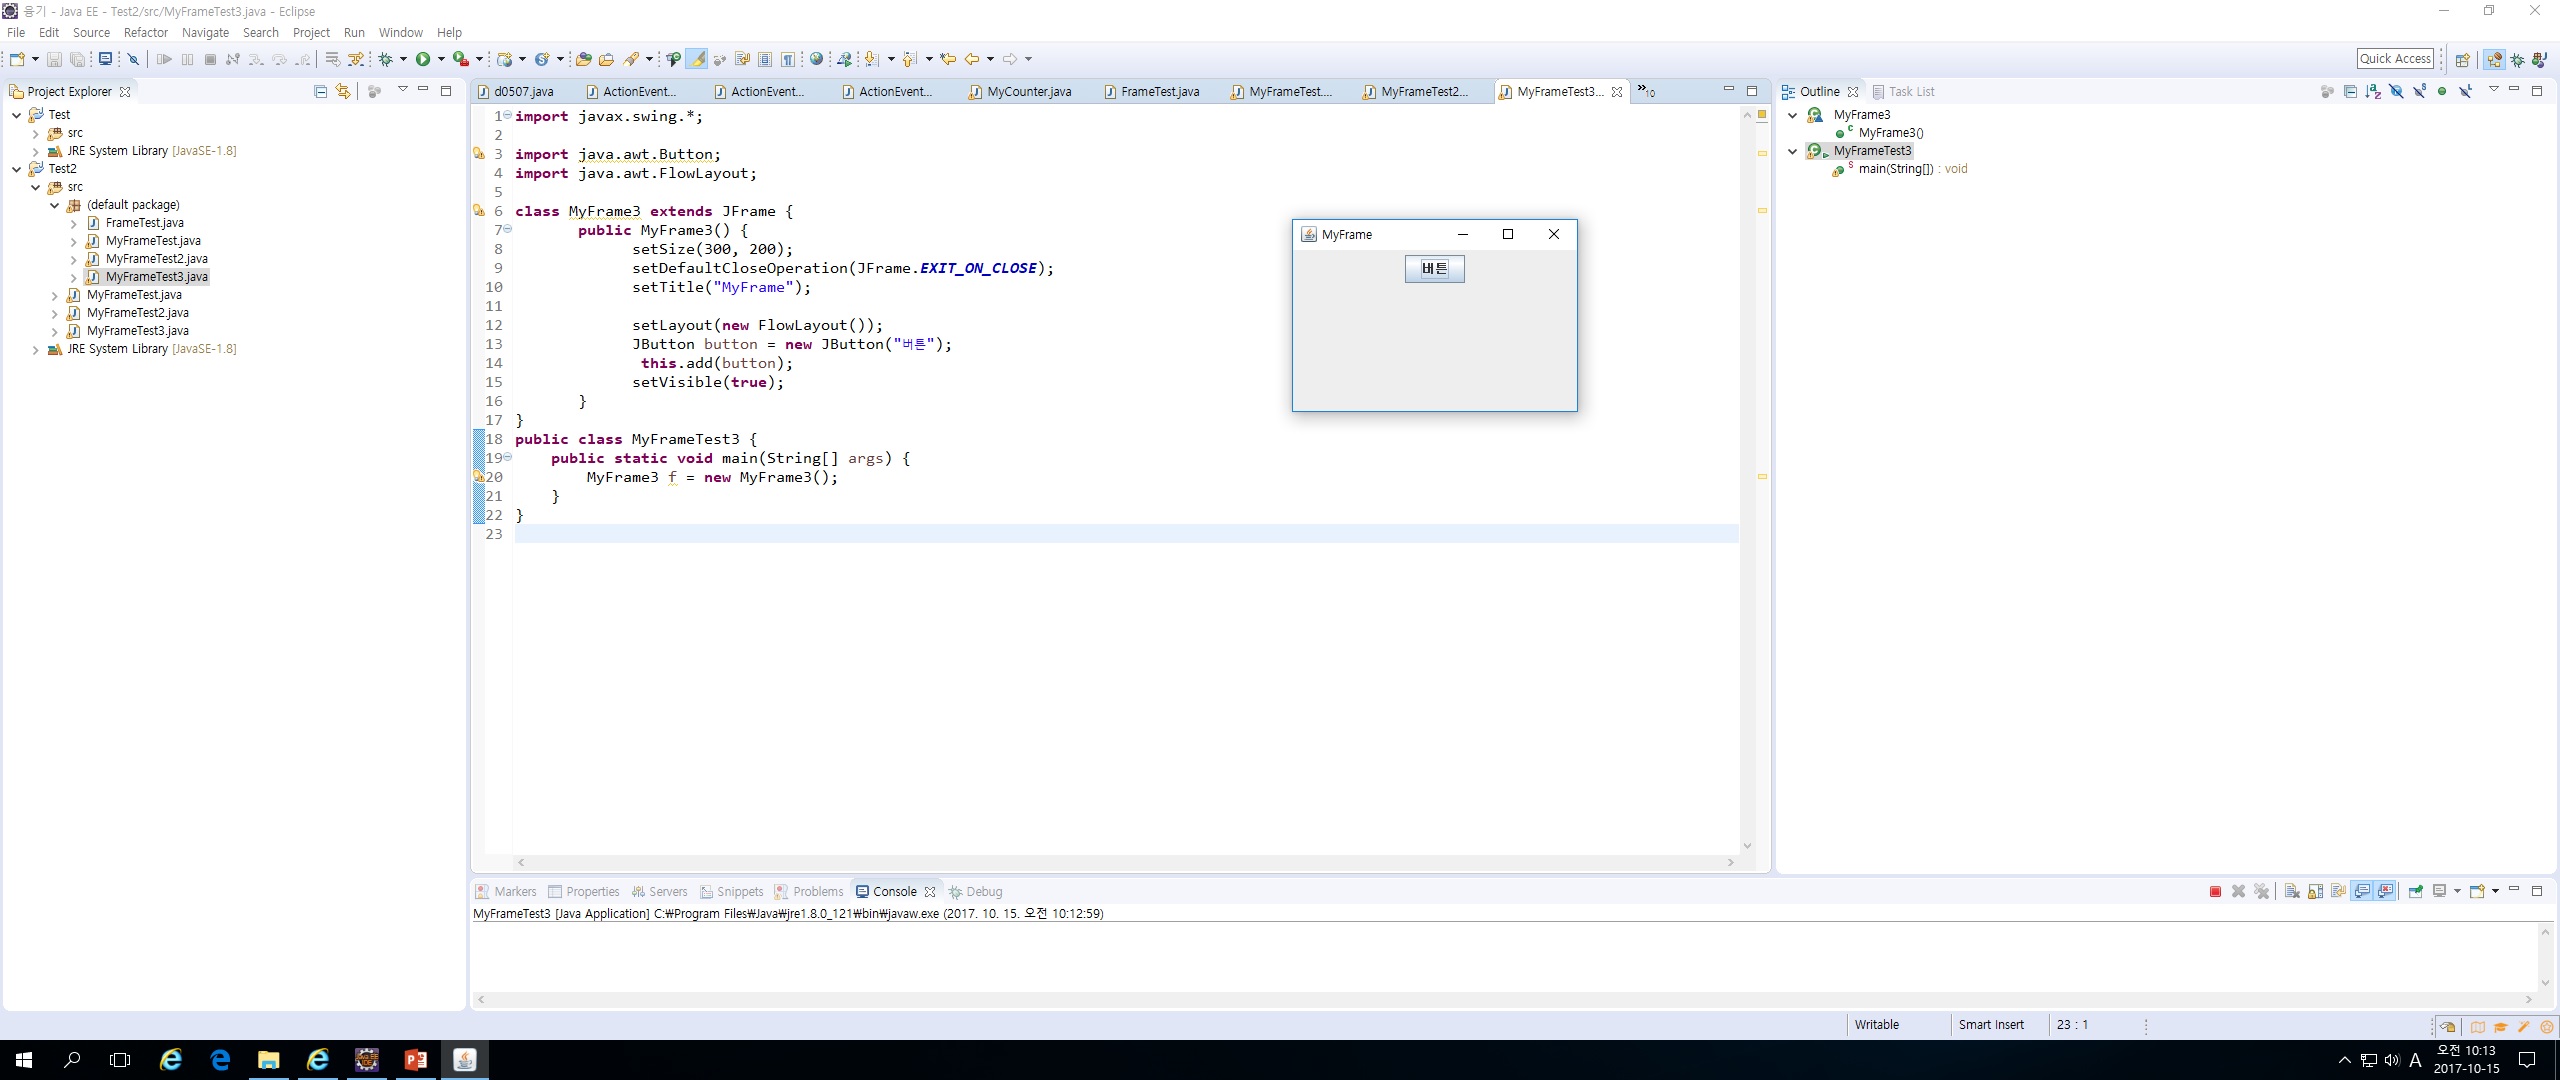 융기 - Java EE - Test2/src/MyFrameTest3.java - Eclipse
File Edit Source Refactor Navigate Search Project Run Window Help
Quick Access
Project Explorer
Test
src
JRE System Library [JavaSE-1.8]
Test2
src
(default package)
FrameTest.java
MyFrameTest.java
MyFrameTest2.java
MyFrameTest3.java
MyFrameTest.java
MyFrameTest2.java
MyFrameTest3.java
JRE System Library [JavaSE-1.8]
d0507.java ActionEvent... ActionEvent... ActionEvent... MyCounter.java FrameTest.java MyFrameTest.... MyFrameTest2... MyFrameTest3... »10
1 import javax.swing.*;
2
3 import java.awt.Button;
4 import java.awt.FlowLayout;
5
6 class MyFrame3 extends JFrame {
7 public MyFrame3() {
8 setSize(300, 200);
9 setDefaultCloseOperation(JFrame.EXIT_ON_CLOSE);
10 setTitle("MyFrame");
11
12 setLayout(new FlowLayout());
13 JButton button = new JButton("버튼");
14 this.add(button);
15 setVisible(true);
16 }
17 }
18 public class MyFrameTest3 {
19 public static void main(String[] args) {
20 MyFrame3 f = new MyFrame3();
21 }
22 }
23
MyFrame
버튼
Outline Task List
MyFrame3
MyFrame3()
MyFrameTest3
main(String[]) : void
Markers Properties Servers Snippets Problems Console Debug
MyFrameTest3 [Java Application] C:₩Program Files₩Java₩jre1.8.0_121₩bin₩javaw.exe (2017. 10. 15. 오전 10:12:59)
Writable Smart Insert 23 : 1
A 오전 10:13
2017-10-15